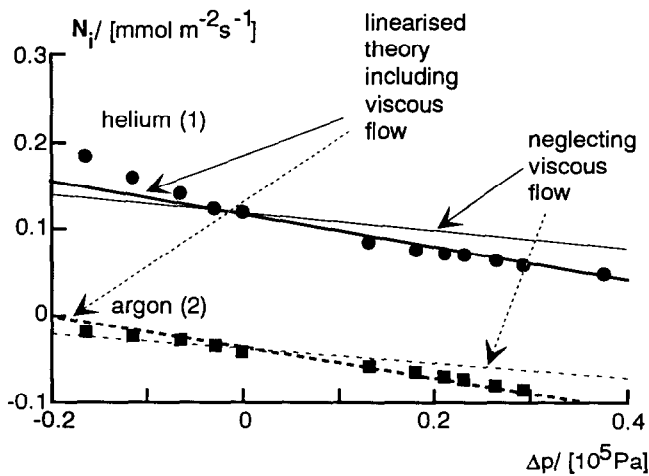 N_i/ [mmol m^-2 s^-1]
linearised
theory
including
viscous
flow
0.3
helium (1)
neglecting
viscous
flow
0.2
0.1
0
argon (2)
-0.1
-0.2
0
0.2
0.4
Δp/ [10^5 Pa]